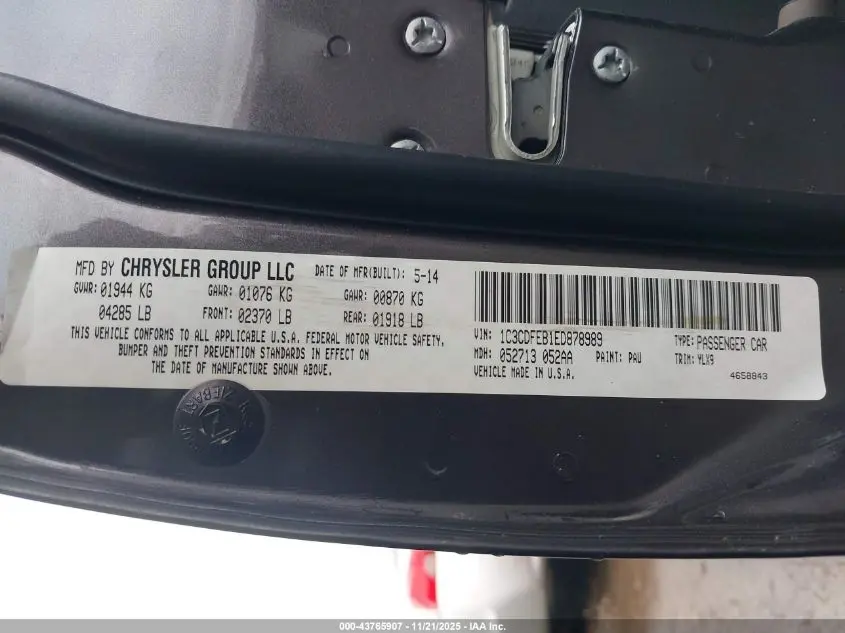 MFD BY CHRYSLER GROUP LLC DATE OF MFR(BUILT): 5-14
GVWR: 01944 KG GAWR: 01076 KG GAWR: 00870 KG
04285 LB FRONT: 02370 LB REAR: 01918 LB
THIS VEHICLE CONFORMS TO ALL APPLICABLE U.S.A. FEDERAL MOTOR VEHICLE SAFETY,
BUMPER AND THEFT PREVENTION STANDARDS IN EFFECT ON
THE DATE OF MANUFACTURE SHOWN ABOVE.
VIN: 1C3CDFEB1ED878989 TYPE: PASSENGER CAR
MDH: 052713 052AA PAINT: PAU TRIM: YLX9
VEHICLE MADE IN U.S.A. 4658843
000-43765907 - 11/21/2025 - IAA Inc.